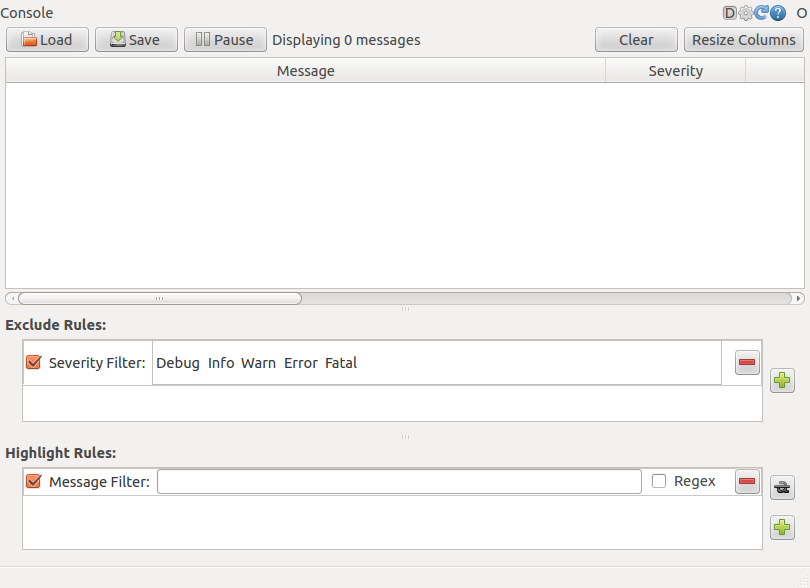 Console D ? O
Load Save Pause Displaying 0 messages Clear Resize Columns
Message Severity
Exclude Rules:
Severity Filter: Debug Info Warn Error Fatal
Highlight Rules:
Message Filter: Regex